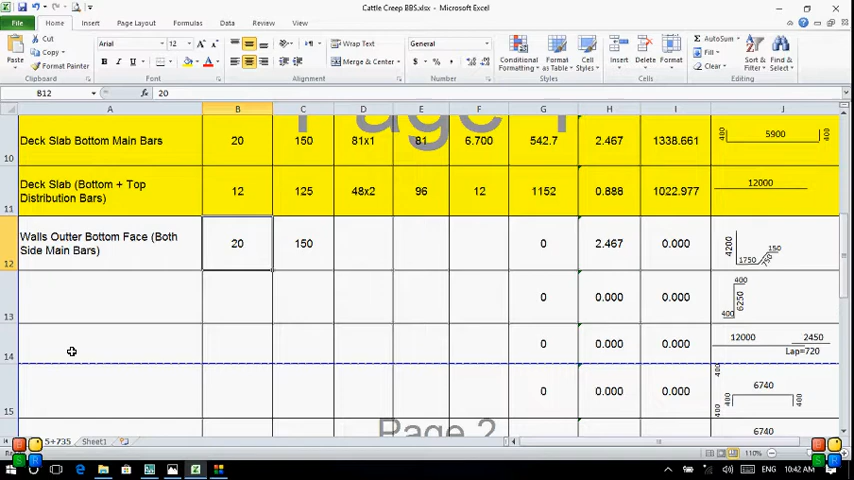 Cattle Creep BBS.xlsx - Microsoft Excel
File Home Insert Page Layout Formulas Data Review View
Cut
Copy
Format Painter
Paste
Clipboard
Arial 12
B I U
Font
Wrap Text
Merge & Center
Alignment
General
$ % ,
Number
Conditional Formatting
Format as Table
Cell Styles
Styles
Insert Delete Format
Cells
AutoSum
Fill
Clear
Sort & Filter
Find & Select
Editing
B12 fx 20
A B C D E F G H I J
10 Deck Slab Bottom Main Bars 20 150 81x1 81 6.700 542.7 2.467 1338.661 400 5900 400
11 Deck Slab (Bottom + Top Distribution Bars) 12 125 48x2 96 12 1152 0.888 1022.977 12000
12 Walls Outter Bottom Face (Both Side Main Bars) 20 150 0 2.467 0.000 4200 1750 750 150
13 0 0.000 0.000 400 6250 400
14 0 0.000 0.000 12000 2450 Lap=720
15 0 0.000 0.000 400 6740 400 400 400
6740
Page 1
Page 2
5+735 Sheet1
110%
ENG 10:42 AM